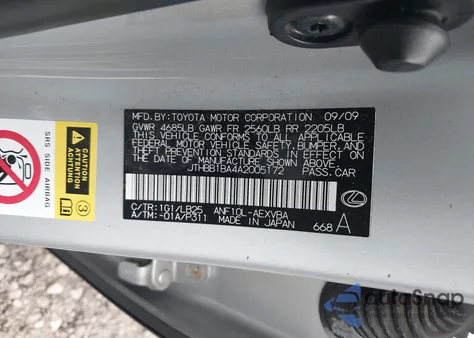 MFD.BY:TOYOTA MOTOR CORPORATION 09/09
GVWR 4685LB GAWR FR 2560LB RR 2205LB
THIS VEHICLE CONFORMS TO ALL APPLICABLE
FEDERAL MOTOR VEHICLE SAFETY,BUMPER,AND
THEFT PREVENTION STANDARDS IN EFFECT ON
THE DATE OF MANUFACTURE SHOWN ABOVE.
JTHBB1BA4A2005172 PASS.CAR
C/TR:1G1/LB25 ANF10L-AEXVBA
A/TM:-01A/P311 MADE IN JAPAN 668 A
SRS SIDE AIRBAG
CAUTION
ATTENTION
3
AutoSnap